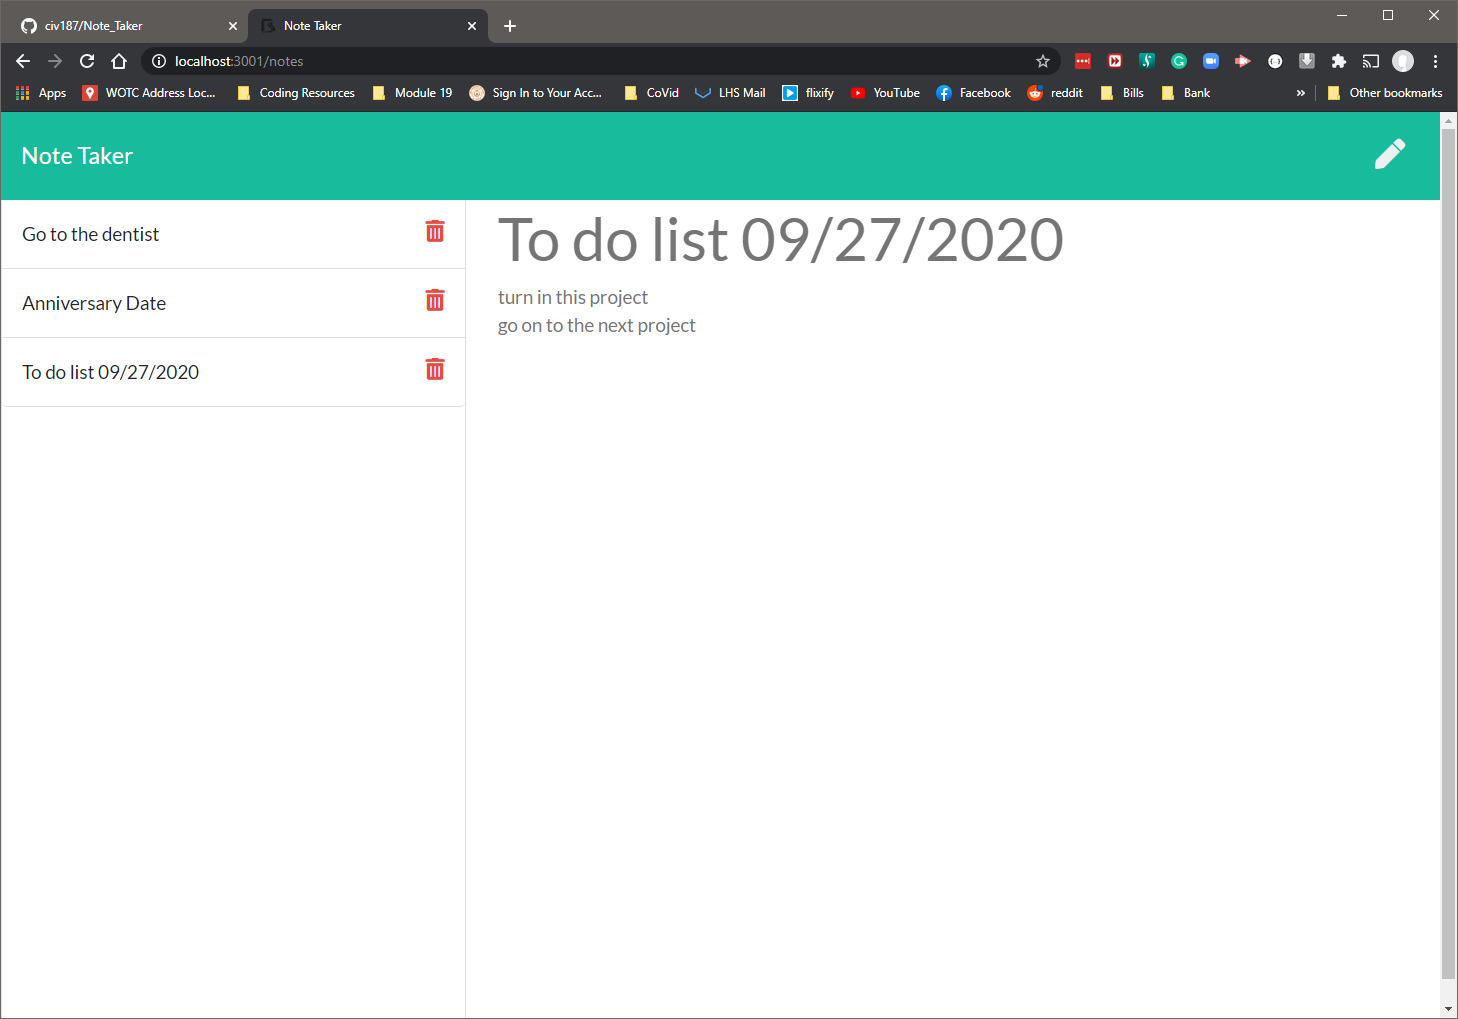 civ187/Note_Taker
Note Taker
localhost:3001/notes
Apps
WOTC Address Loc...
Coding Resources
Module 19
Sign In to Your Acc...
CoVid
LHS Mail
flixify
YouTube
Facebook
reddit
Bills
Bank
»
Other bookmarks
Note Taker
Go to the dentist
Anniversary Date
To do list 09/27/2020
To do list 09/27/2020
turn in this project
go on to the next project